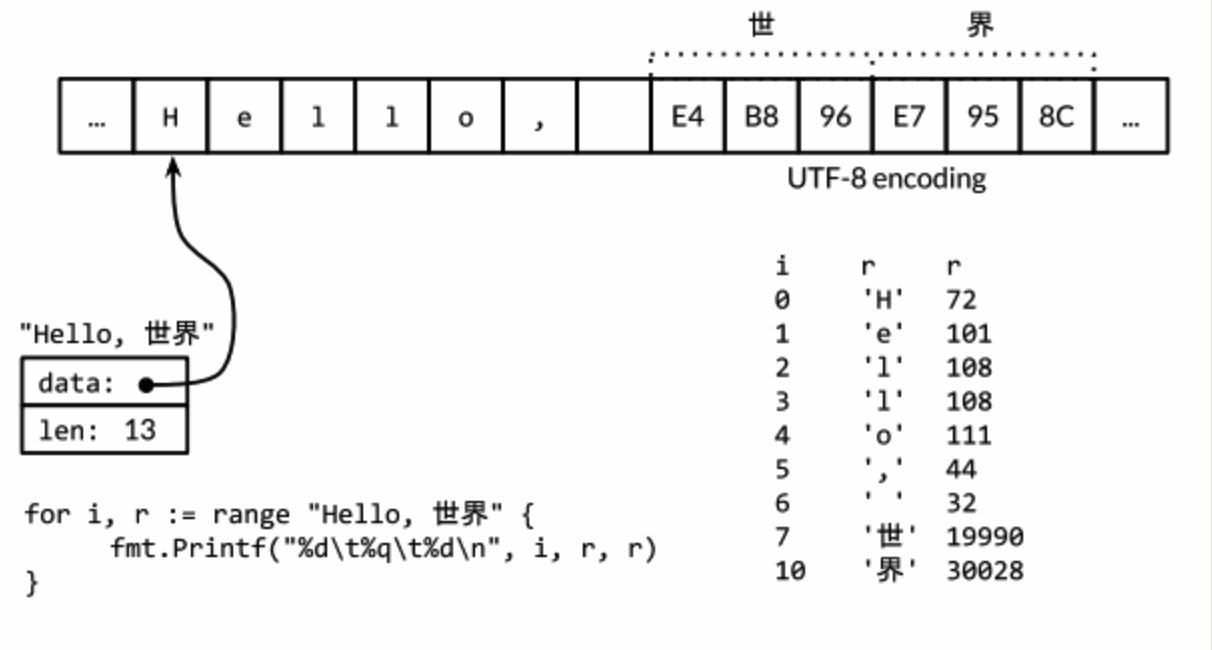 世 界
… H e l l o , E4 B8 96 E7 95 8C …
UTF-8 encoding
i r r
0 'H' 72
1 'e' 101
2 'l' 108
3 'l' 108
4 'o' 111
5 ',' 44
6 ' ' 32
7 '世' 19990
10 '界' 30028
"Hello, 世界"
data:
len: 13
for i, r := range "Hello, 世界" {
fmt.Printf("%d\t%q\t%d\n", i, r, r)
}